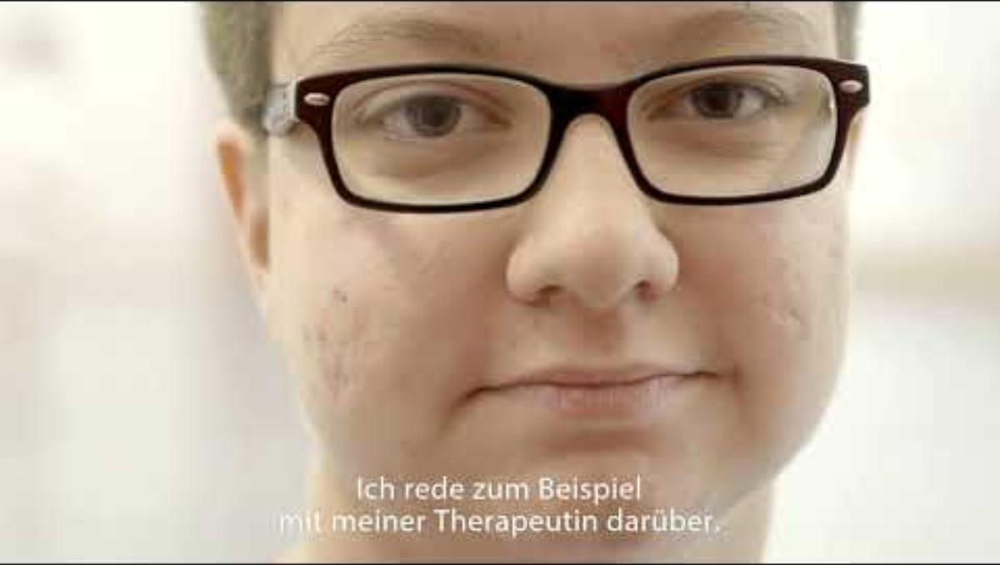 Ich rede zum Beispiel
mit meiner Therapeutin darüber.